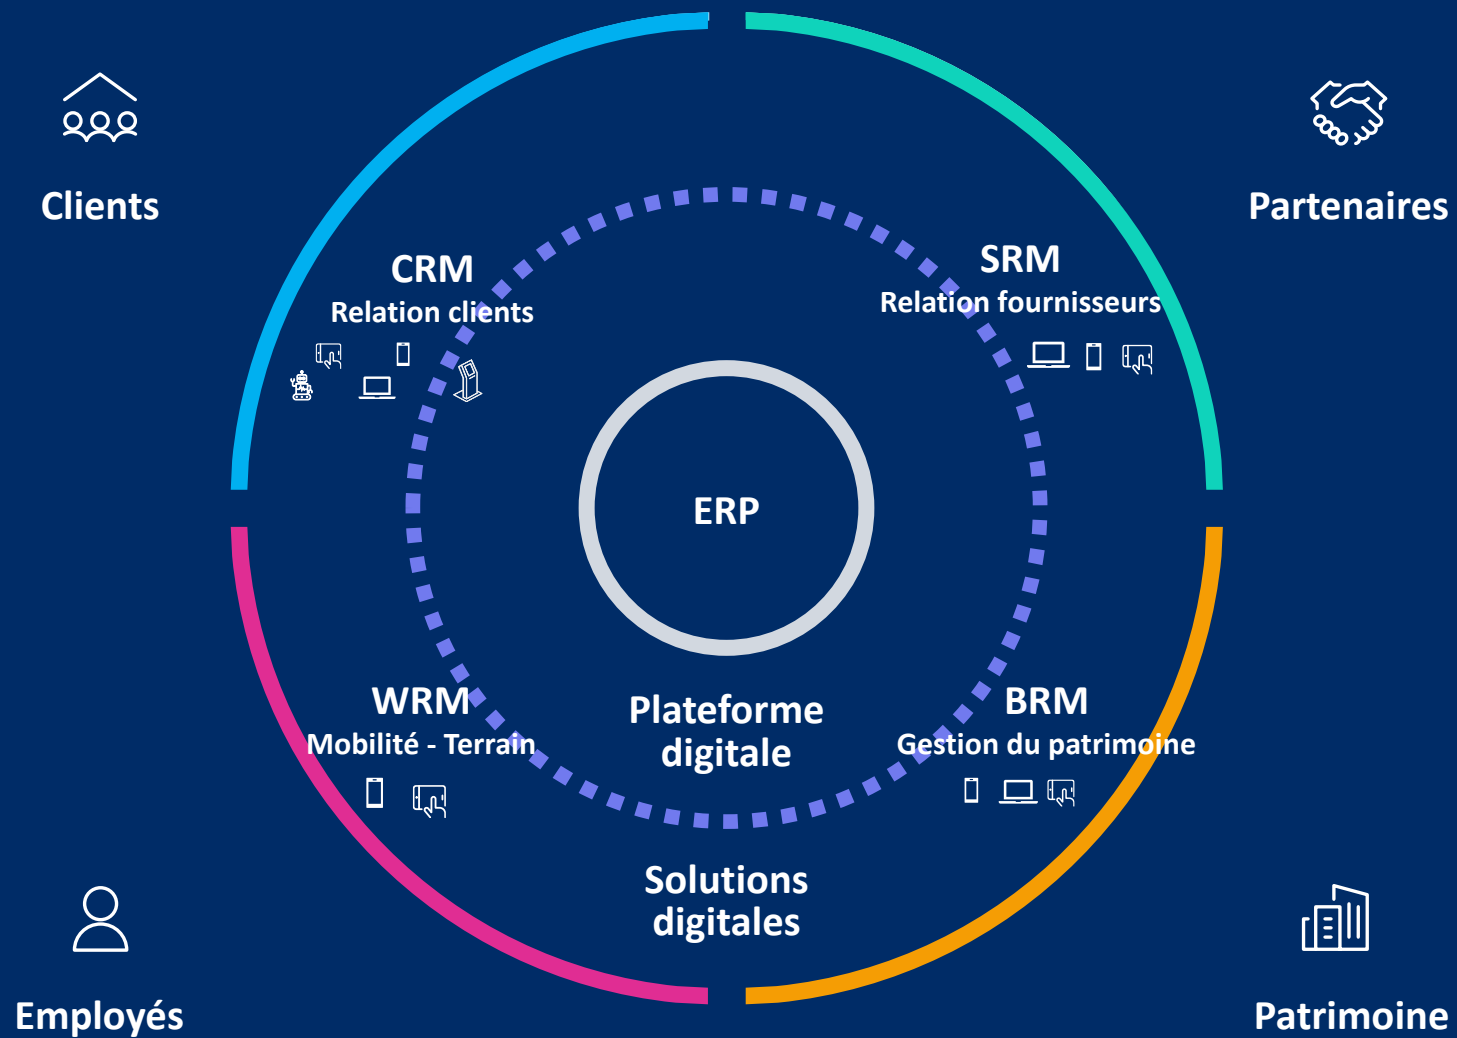 Clients
Partenaires
CRM
Relation clients
SRM
Relation fournisseurs
ERP
WRM
Mobilité - Terrain
Plateforme
digitale
BRM
Gestion du patrimoine
Solutions
digitales
Employés
Patrimoine